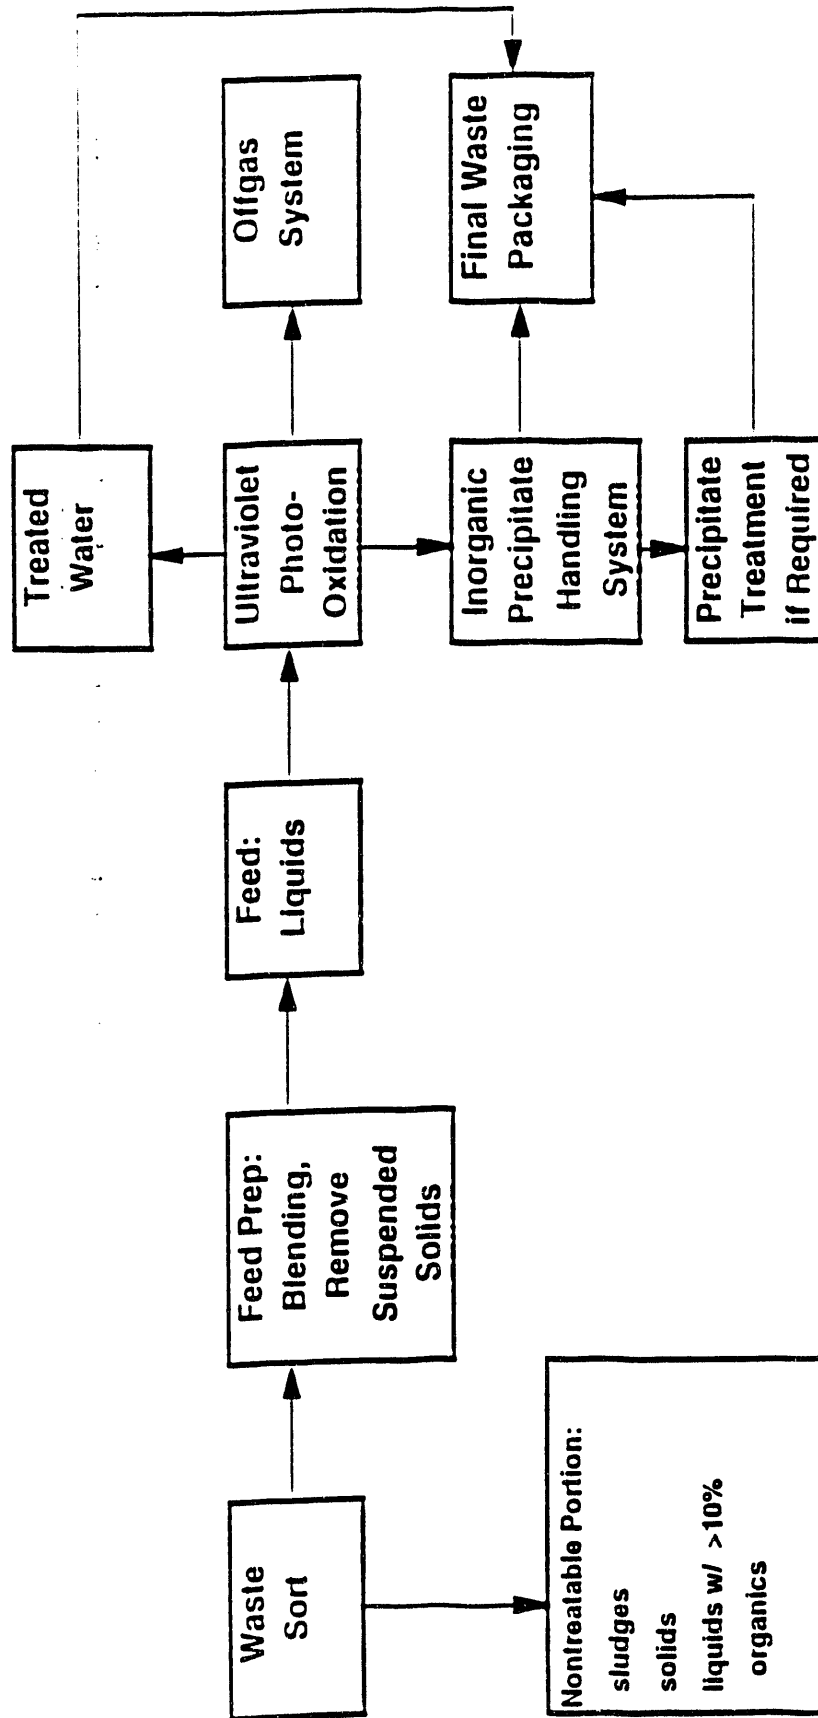 Waste
Sort
Nontreatable Portion:
sludges
solids
liquids w/ >10%
organics
Feed Prep:
Blending,
Remove
Suspended
Solids
Feed:
Liquids
Treated
Water
Ultraviolet
Photo-
Oxidation
Inorganic
Precipitate
Handling
System
Precipitate
Treatment
if Required
Offgas
System
Final Waste
Packaging